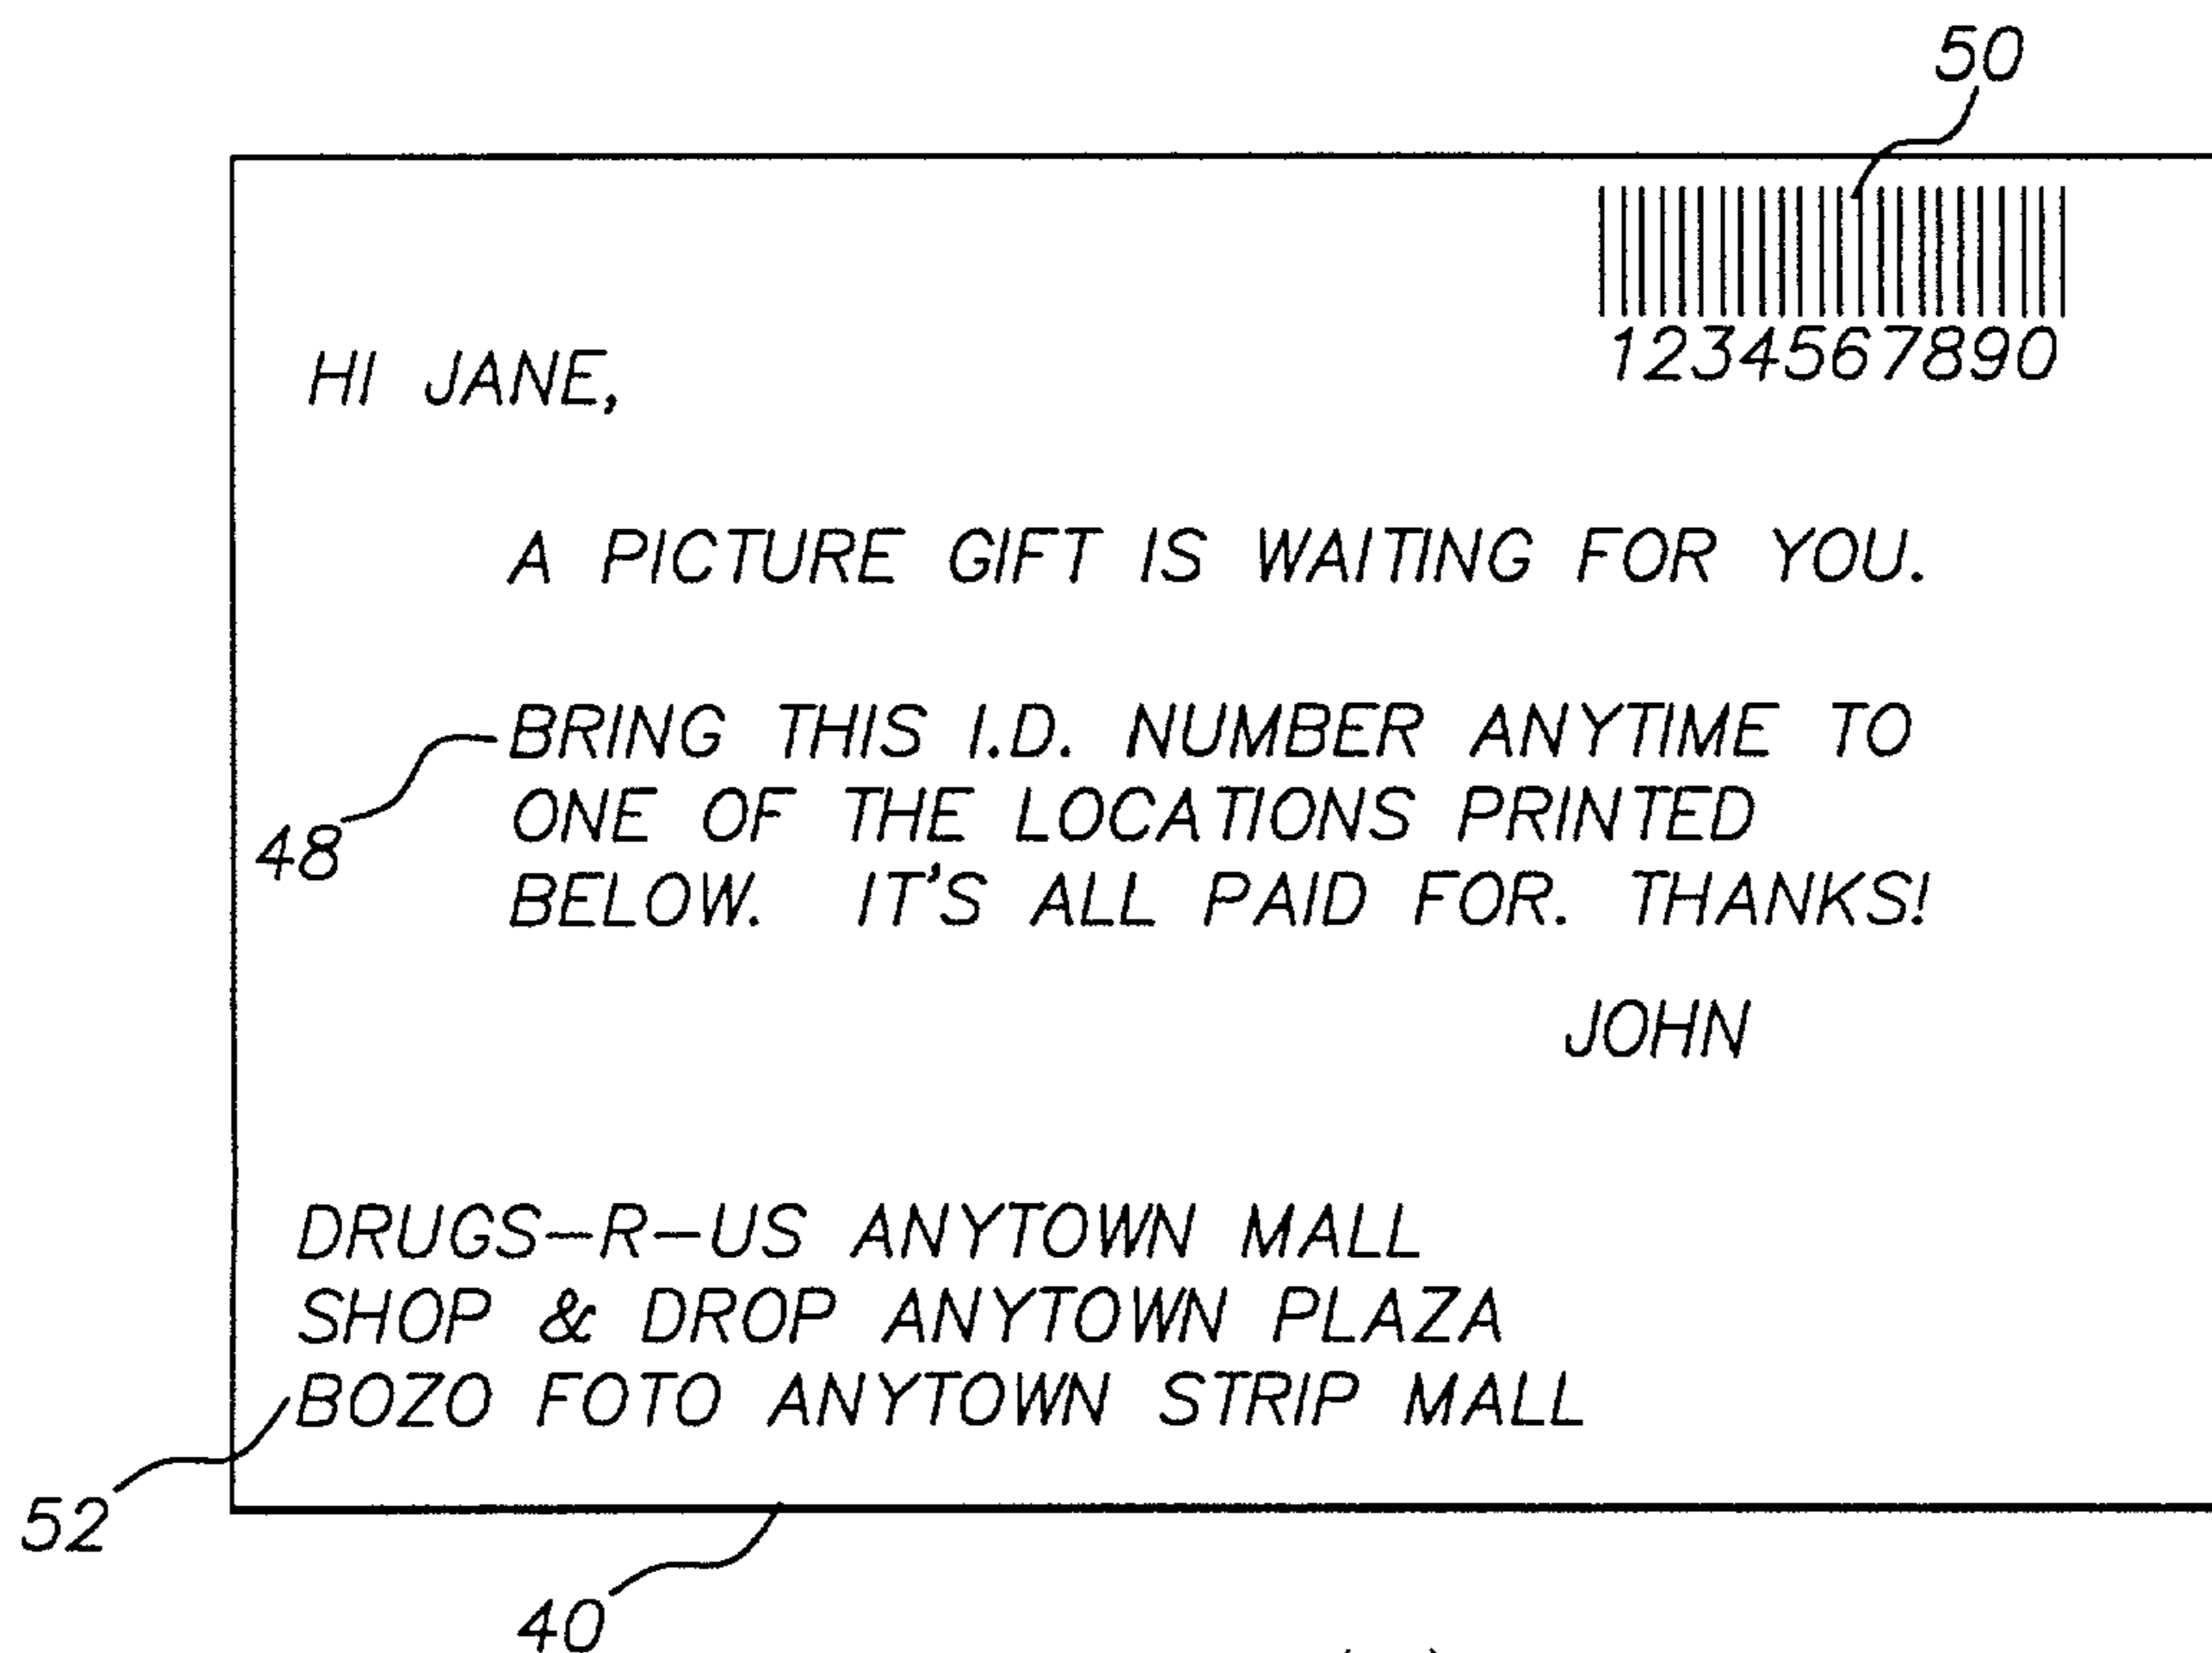 50
1234567890
HI JANE,
A PICTURE GIFT IS WAITING FOR YOU.
BRING THIS I.D. NUMBER ANYTIME TO
ONE OF THE LOCATIONS PRINTED
48
BELOW. IT'S ALL PAID FOR. THANKS!
JOHN
DRUGS–R–US ANYTOWN MALL
SHOP & DROP ANYTOWN PLAZA
BOZO FOTO ANYTOWN STRIP MALL
52
40